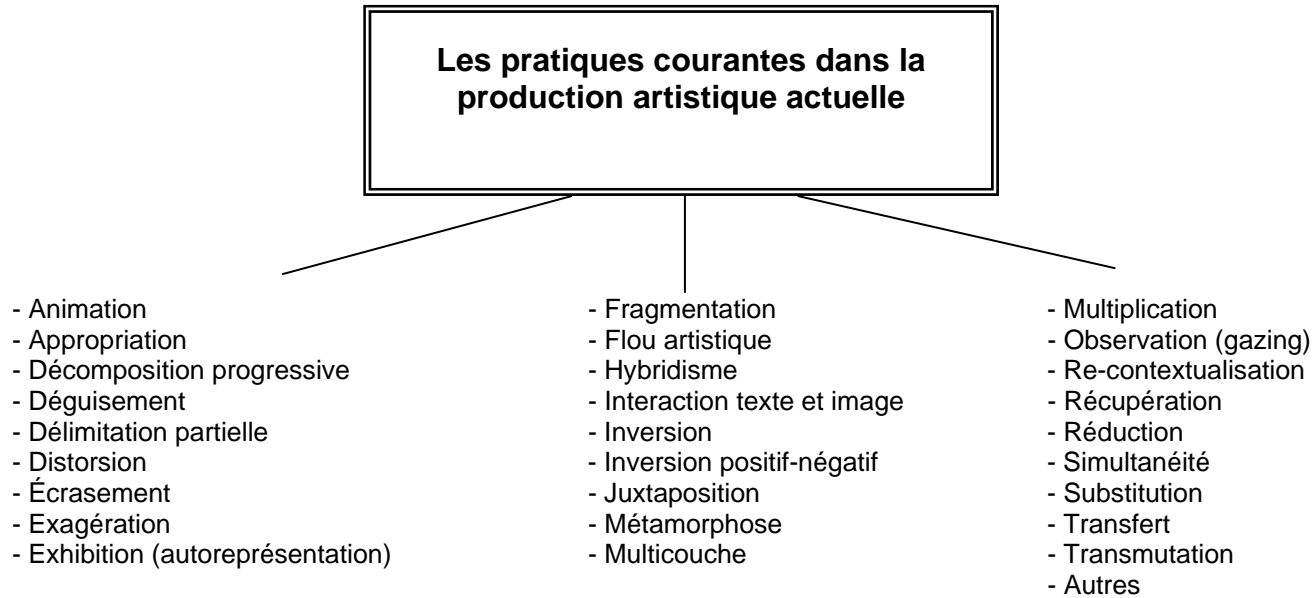 Les pratiques courantes dans la
production artistique actuelle
- Animation
- Appropriation
- Décomposition progressive
- Déguisement
- Délimitation partielle
- Distorsion
- Écrasement
- Exagération
- Exhibition (autoreprésentation)
- Fragmentation
- Flou artistique
- Hybridisme
- Interaction texte et image
- Inversion
- Inversion positif-négatif
- Juxtaposition
- Métamorphose
- Multicouche
- Multiplication
- Observation (gazing)
- Re-contextualisation
- Récupération
- Réduction
- Simultanéité
- Substitution
- Transfert
- Transmutation
- Autres